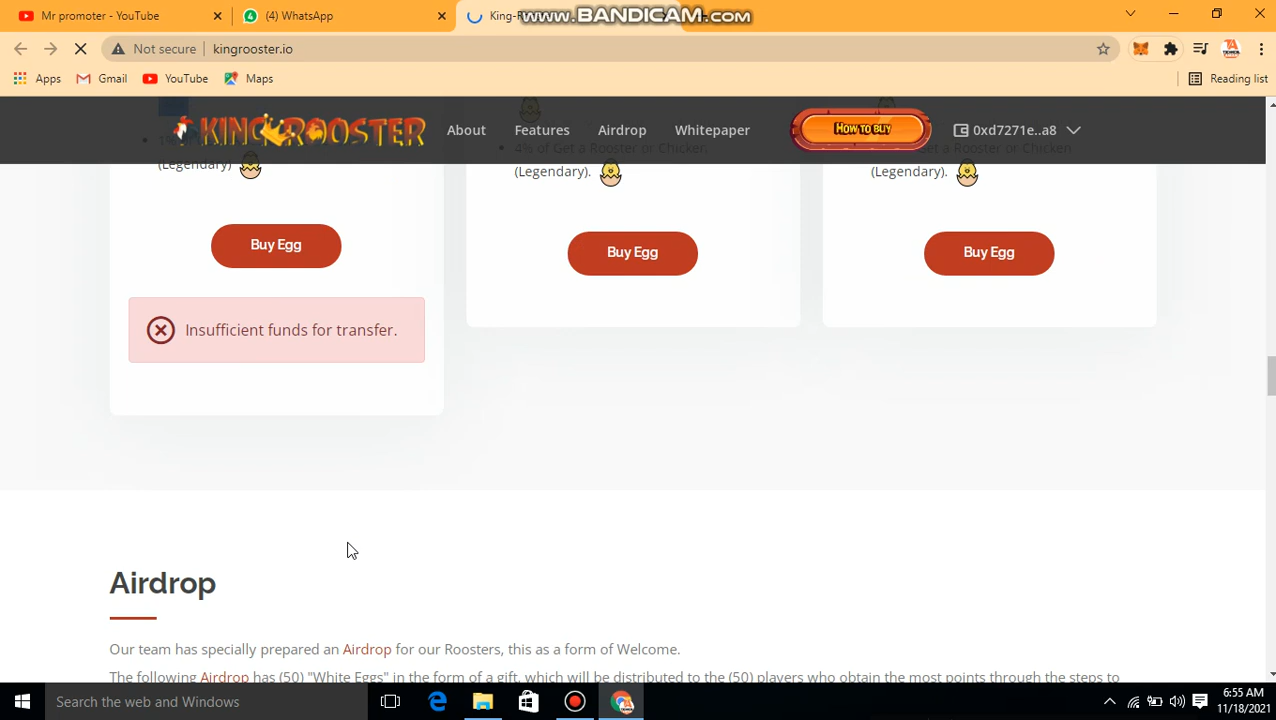 Mr promoter - YouTube
(4) WhatsApp
King-R
WWW.BANDICAM.COM
Not secure
kingrooster.io
Apps
Gmail
YouTube
Maps
Reading list
KING ROOSTER
About
Features
Airdrop
Whitepaper
HOW TO BUY
0xd7271e..a8
(Legendary)
4% of Get a Rooster or Chicken
(Legendary).
Get a Rooster or Chicken
(Legendary).
Buy Egg
Buy Egg
Buy Egg
Insufficient funds for transfer.
Airdrop
Our team has specially prepared an Airdrop for our Roosters, this as a form of Welcome.
The following Airdrop has (50) "White Eggs" in the form of a gift, which will be distributed to the (50) players who obtain the most points through the steps to
Search the web and Windows
6:55 AM
11/18/2021